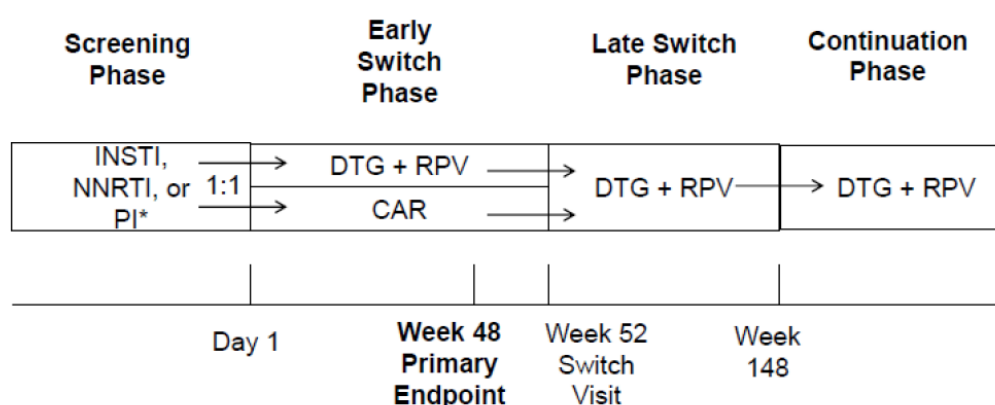 Screening
Phase
Early
Switch
Phase
Late Switch
Phase
Continuation
Phase
INSTI,
NNRTI, or
PI*
1:1
DTG + RPV
CAR
DTG + RPV
DTG + RPV
Day 1
Week 48
Primary
Endpoint
Week 52
Switch
Visit
Week
148